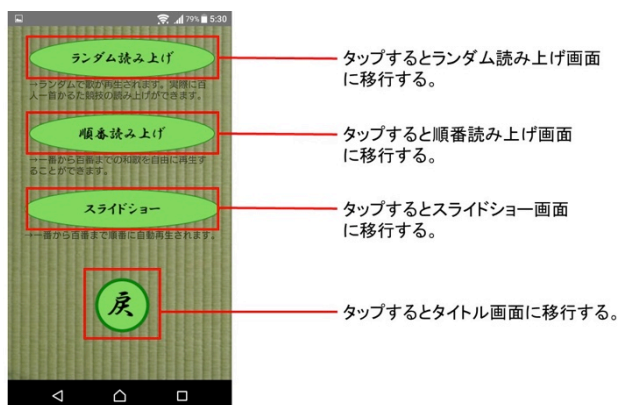 79% 5:30
ランダム読み上げ
タップするとランダム読み上げ画面
に移行する。
→ランダムで歌が再生されます。実際に百
人一首かるた競技の読み上げができます。
順番読み上げ
タップすると順番読み上げ画面
に移行する。
→一番から百番までの和歌を自由に再生す
ることができます。
スライドショー
タップするとスライドショー画面
に移行する。
→一番から百番まで順番に自動再生されます。
戻
タップするとタイトル画面に移行する。